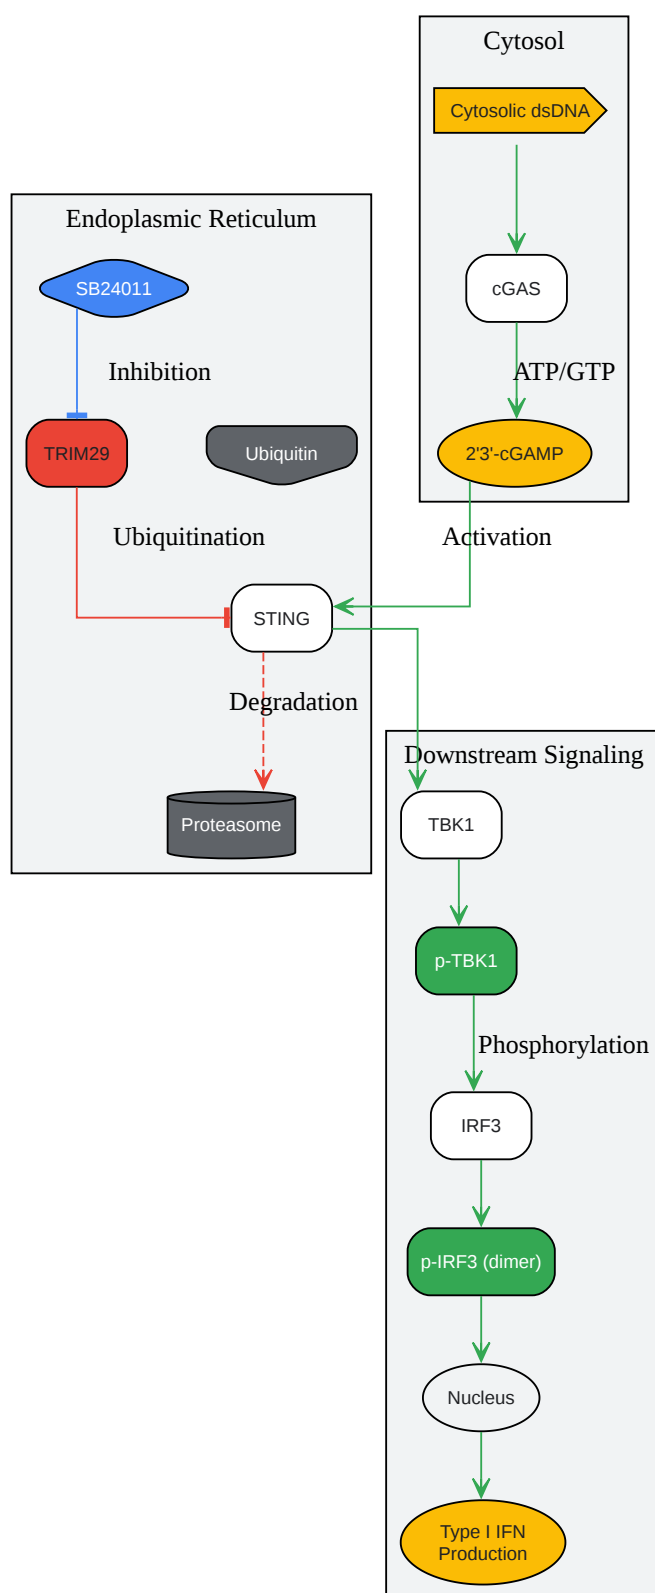 Cytosol
Cytosolic dsDNA
Endoplasmic Reticulum
SB24011
cGAS
Inhibition
ATP/GTP
TRIM29
Ubiquitin
2'3'-cGAMP
Ubiquitination
Activation
STING
Degradation
Downstream Signaling
Proteasome
TBK1
p-TBK1
Phosphorylation
IRF3
p-IRF3 (dimer)
Nucleus
Type I IFN
Production